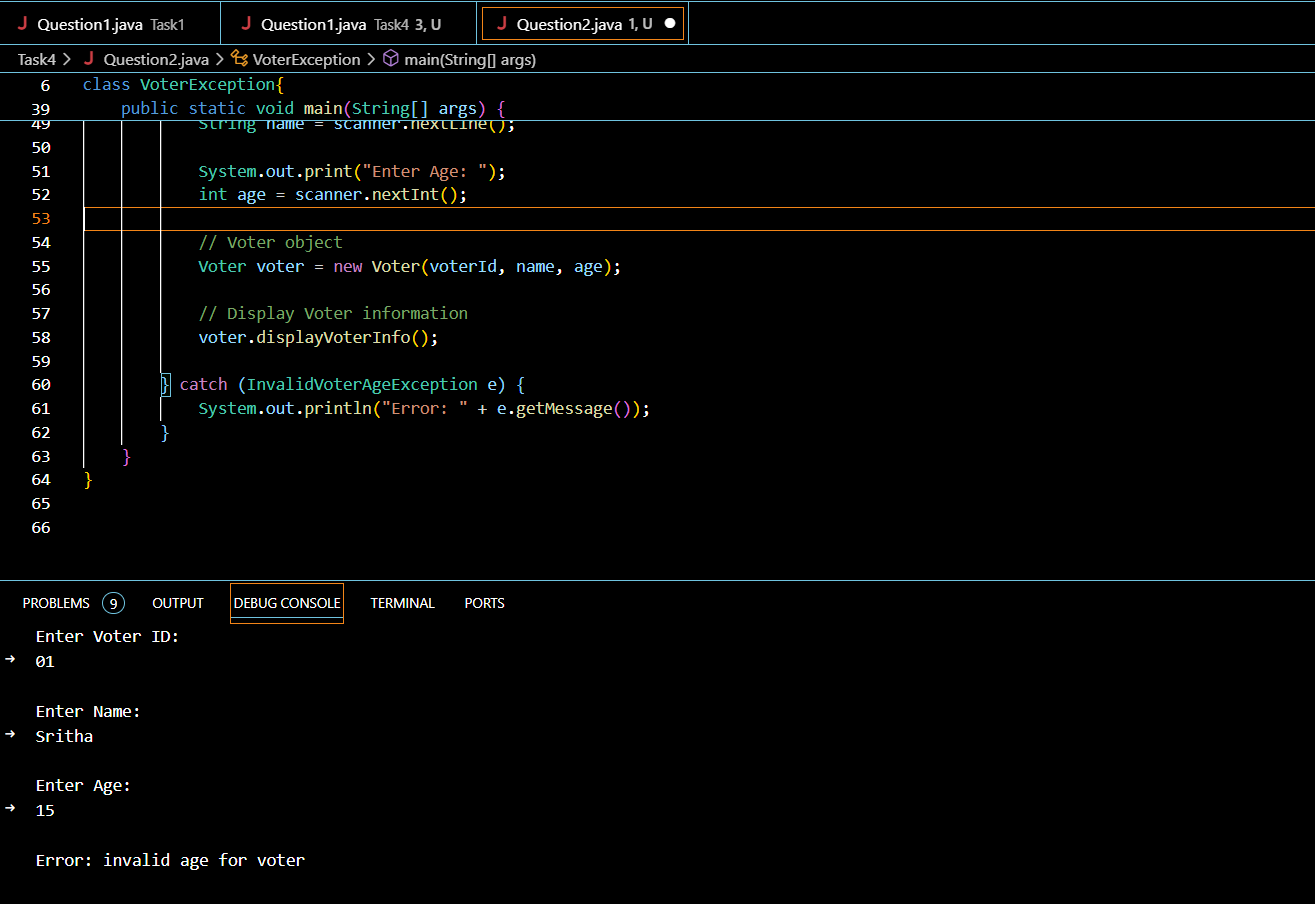 J Question1.java Task1
J Question1.java Task4 3, U
J Question2.java 1, U
Task4 > J Question2.java > VoterException > main(String[] args)
6 class VoterException{
39 public static void main(String[] args) {
49 String name = scanner.nextLine();
50
51 System.out.print("Enter Age: ");
52 int age = scanner.nextInt();
53
54 // Voter object
55 Voter voter = new Voter(voterId, name, age);
56
57 // Display Voter information
58 voter.displayVoterInfo();
59
60 } catch (InvalidVoterAgeException e) {
61 System.out.println("Error: " + e.getMessage());
62 }
63 }
64 }
65
66
PROBLEMS 9 OUTPUT DEBUG CONSOLE TERMINAL PORTS
Enter Voter ID:
→ 01
Enter Name:
→ Sritha
Enter Age:
→ 15
Error: invalid age for voter